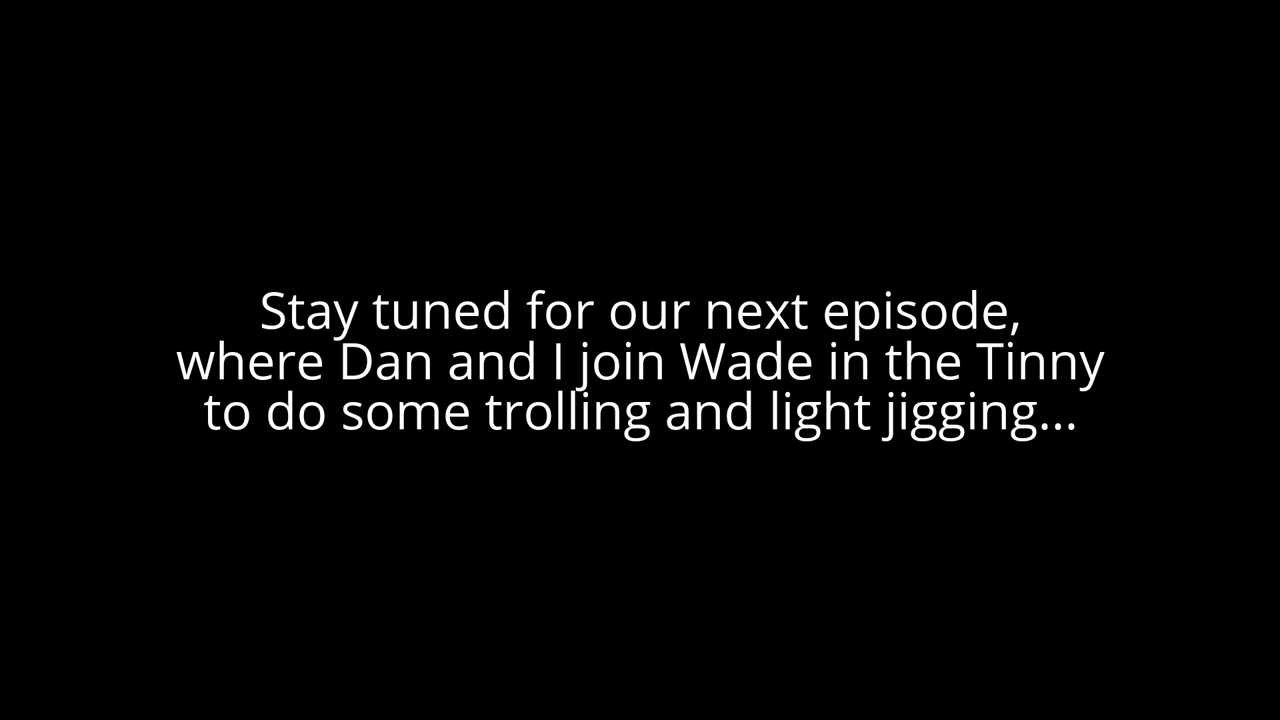 Stay tuned for our next episode,
where Dan and I join Wade in the Tinny
to do some trolling and light jigging...